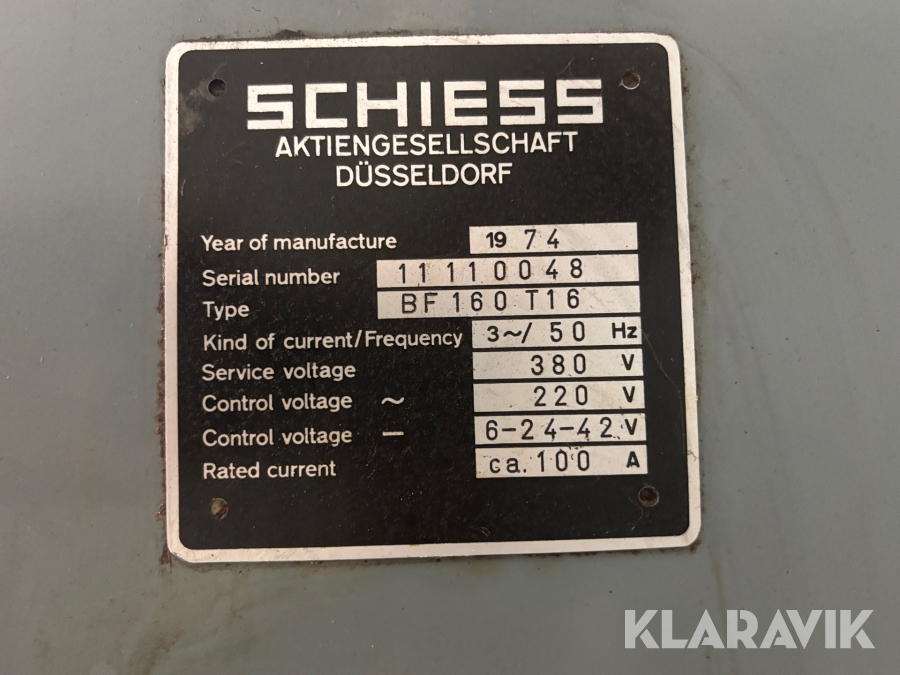 SCHIESS
AKTIENGESELLSCHAFT
DÜSSELDORF
Year of manufacture 19 74
Serial number 11110048
Type BF 160 T16
Kind of current/Frequency 3~/ 50 Hz
Service voltage 380 V
Control voltage ~ 220 V
Control voltage — 6-24-42 V
Rated current ca. 100 A
KLARAVIK